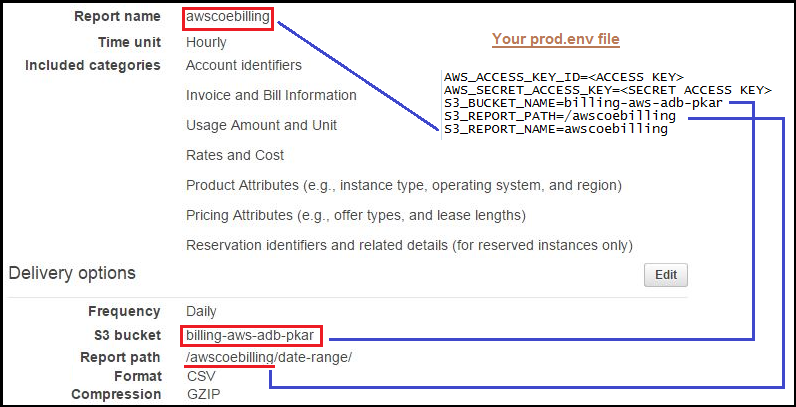 Report name awscoebilling
Time unit Hourly
Your prod.env file
Included categories Account identifiers
AWS_ACCESS_KEY_ID=<ACCESS KEY>
AWS_SECRET_ACCESS_KEY=<SECRET ACCESS KEY>
Invoice and Bill Information
S3_BUCKET_NAME=billing-aws-adb-pkar
S3_REPORT_PATH=/awscoebilling
Usage Amount and Unit
S3_REPORT_NAME=awscoebilling
Rates and Cost
Product Attributes (e.g., instance type, operating system, and region)
Pricing Attributes (e.g., offer types, and lease lengths)
Reservation identifiers and related details (for reserved instances only)
Delivery options
Edit
Frequency Daily
S3 bucket billing-aws-adb-pkar
Report path /awscoebilling/date-range/
Format CSV
Compression GZIP